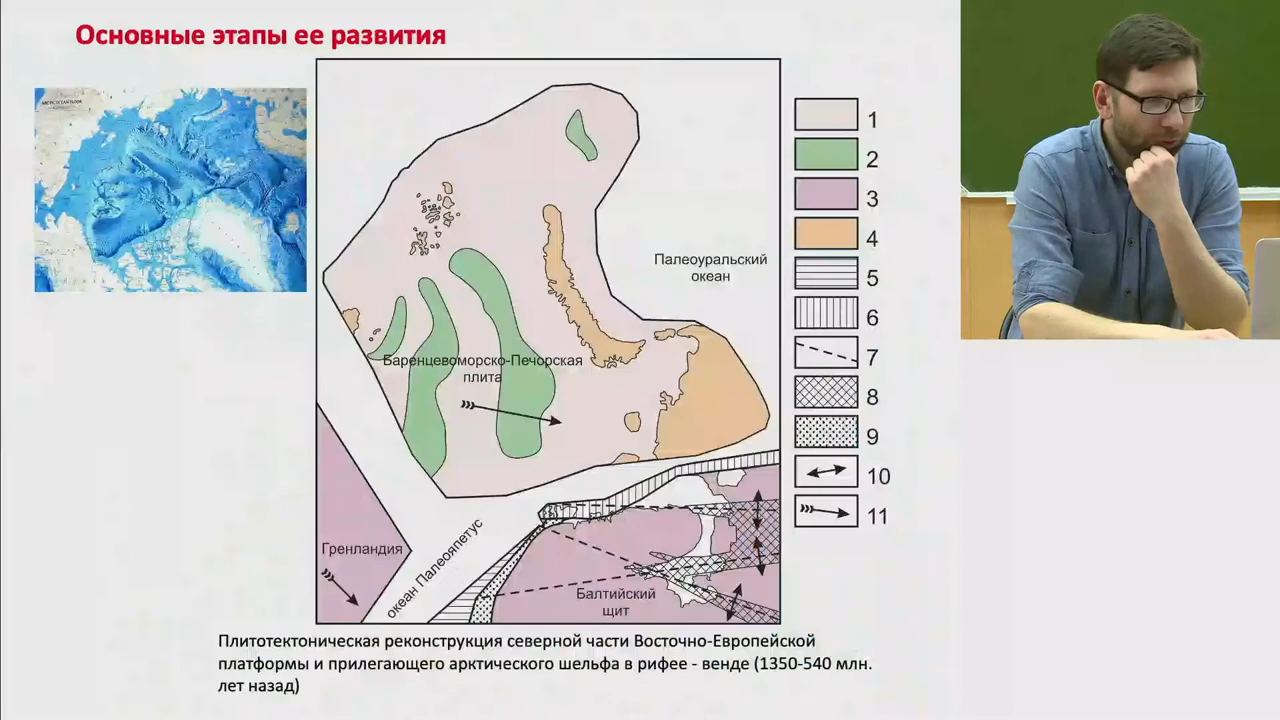 Основные этапы ее развития
Палеоуральский
океан
Баренцевоморско-Печорская
плита
Гренландия
океан Палеояпетус
Балтийский
щит
1
2
3
4
5
6
7
8
9
10
11
Плитотектоническая реконструкция северной части Восточно-Европейской
платформы и прилегающего арктического шельфа в рифее - венде (1350-540 млн.
лет назад)